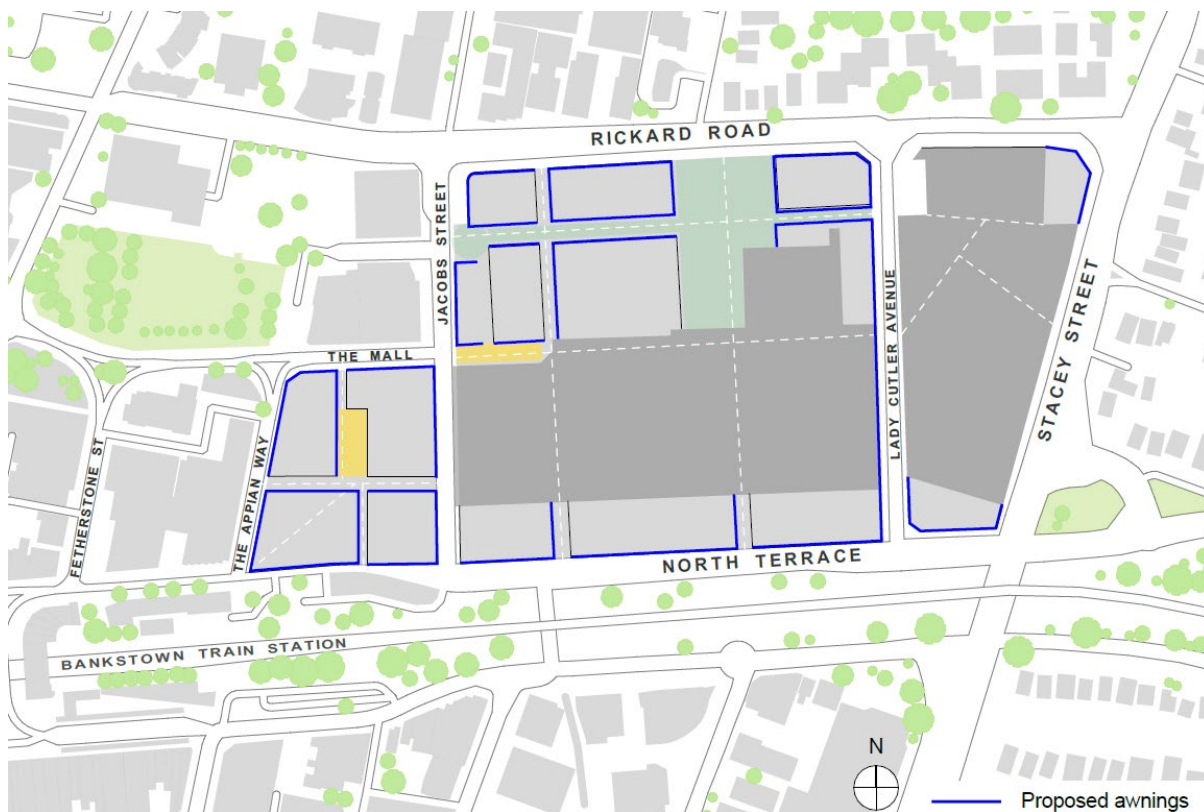 RICKARD ROAD
JACOBS STREET
THE MALL
LADY CUTLER AVENUE
STACEY STREET
FETHERSTONE ST
THE APPIAN WAY
NORTH TERRACE
BANKSTOWN TRAIN STATION
N
Proposed awnings